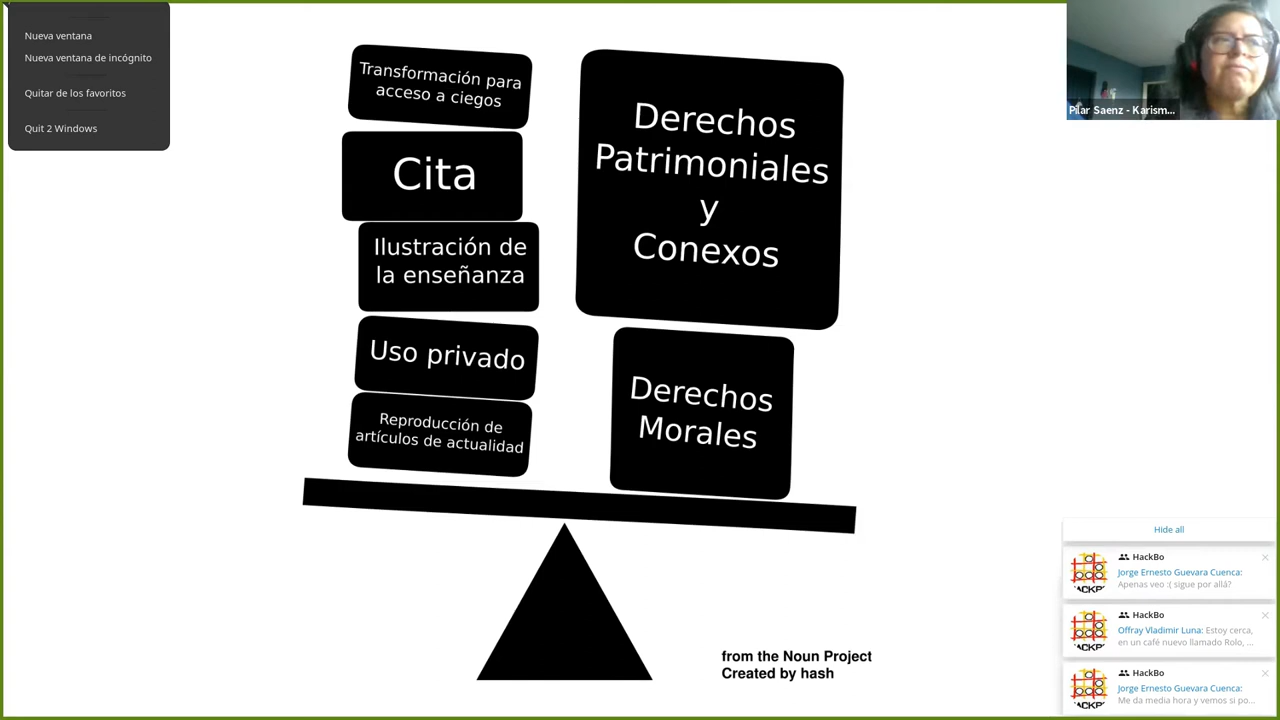 Nueva ventana
Nueva ventana de incógnito
Quitar de los favoritos
Quit 2 Windows
Transformación para
acceso a ciegos
Cita
Ilustración de
la enseñanza
Uso privado
Reproducción de
artículos de actualidad
Derechos
Patrimoniales
y
Conexos
Derechos
Morales
from the Noun Project
Created by hash
Pilar Saenz - Karism...
Hide all
HackBo
Jorge Ernesto Guevara Cuenca:
Apenas veo :( sigue por allá?
HackBo
Offray Vladimir Luna: Estoy cerca,
en un café nuevo llamado Rolo, ...
HackBo
Jorge Ernesto Guevara Cuenca:
Me da media hora y vemos si po...